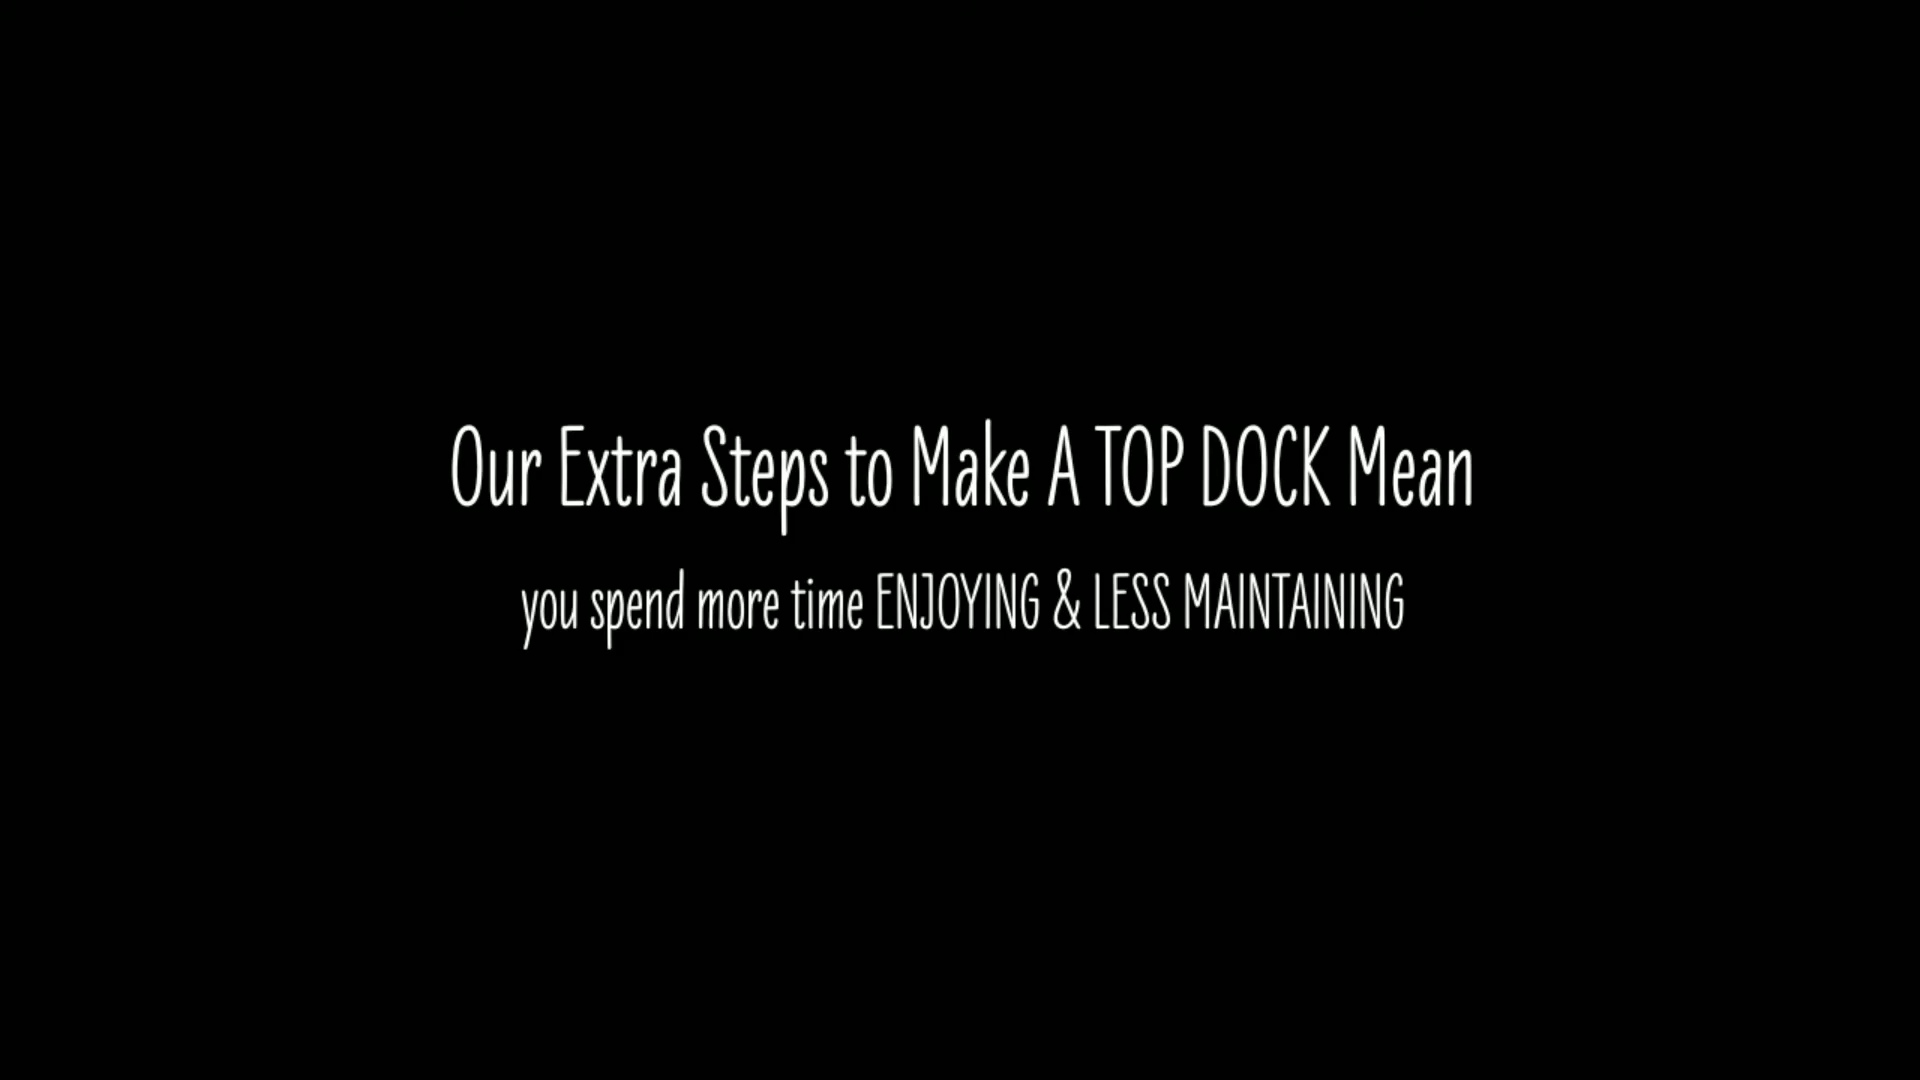 Our Extra Steps to Make A TOP DOCK Mean
you spend more time ENJOYING & LESS MAINTAINING